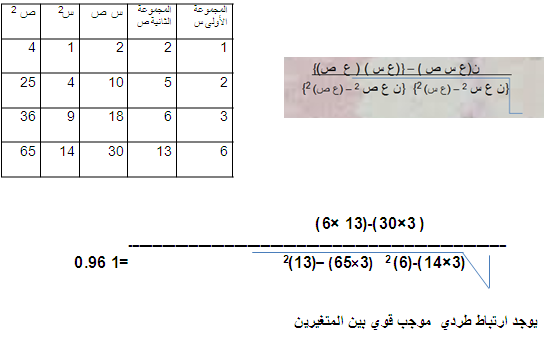 المجموعة الأولى س | المجموعة الثانية ص | س ص | س2 | ص 2
1 | 2 | 2 | 1 | 4
2 | 5 | 10 | 4 | 25
3 | 6 | 18 | 9 | 36
6 | 13 | 30 | 14 | 65
ن(ع س ص ) – {(ع س ) ( ع ص)}
{ن ع س 2 – (ع س) 2} {ن ع ص 2 – (ع ص) 2}
(6× 13)-(30×3 )
0.96 1= 2(13)–(65×3) 2(6)-(14×3)
يوجد ارتباط طردي موجب قوي بين المتغيرين